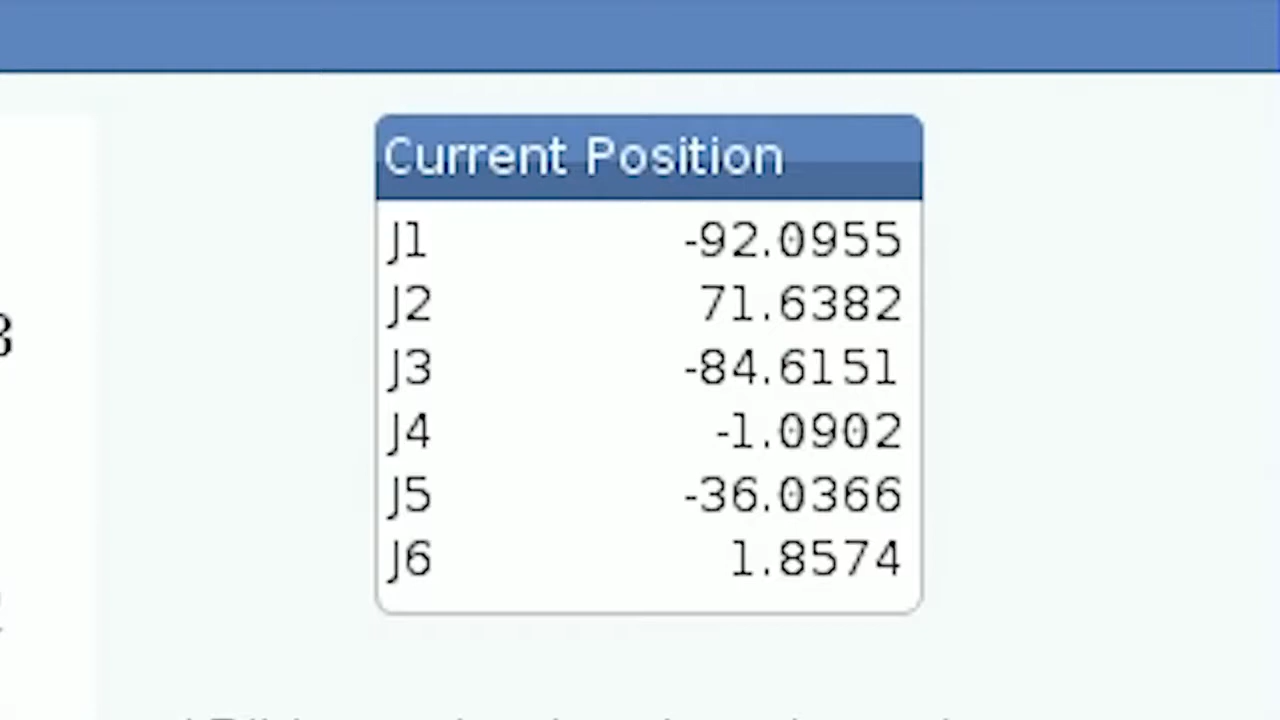 Current Position
J1 -92.0955
J2 71.6382
J3 -84.6151
J4 -1.0902
J5 -36.0366
J6 1.8574
3